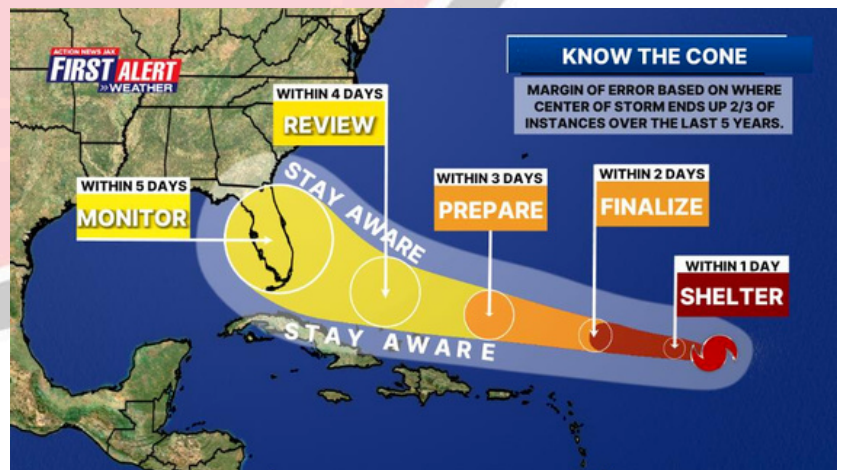 ACTION NEWS JAX
FIRST ALERT
»WEATHER
KNOW THE CONE
MARGIN OF ERROR BASED ON WHERE
CENTER OF STORM ENDS UP 2/3 OF
INSTANCES OVER THE LAST 5 YEARS.
WITHIN 4 DAYS
REVIEW
WITHIN 5 DAYS
MONITOR
STAY AWARE
WITHIN 3 DAYS
PREPARE
WITHIN 2 DAYS
FINALIZE
WITHIN 1 DAY
SHELTER
STAY AWARE